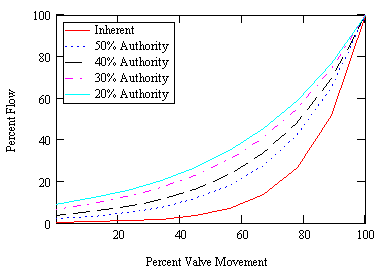 100
80
60
40
20
0
Percent Flow
Inherent
50% Authority
40% Authority
30% Authority
20% Authority
20 40 60 80 100
Percent Valve Movement